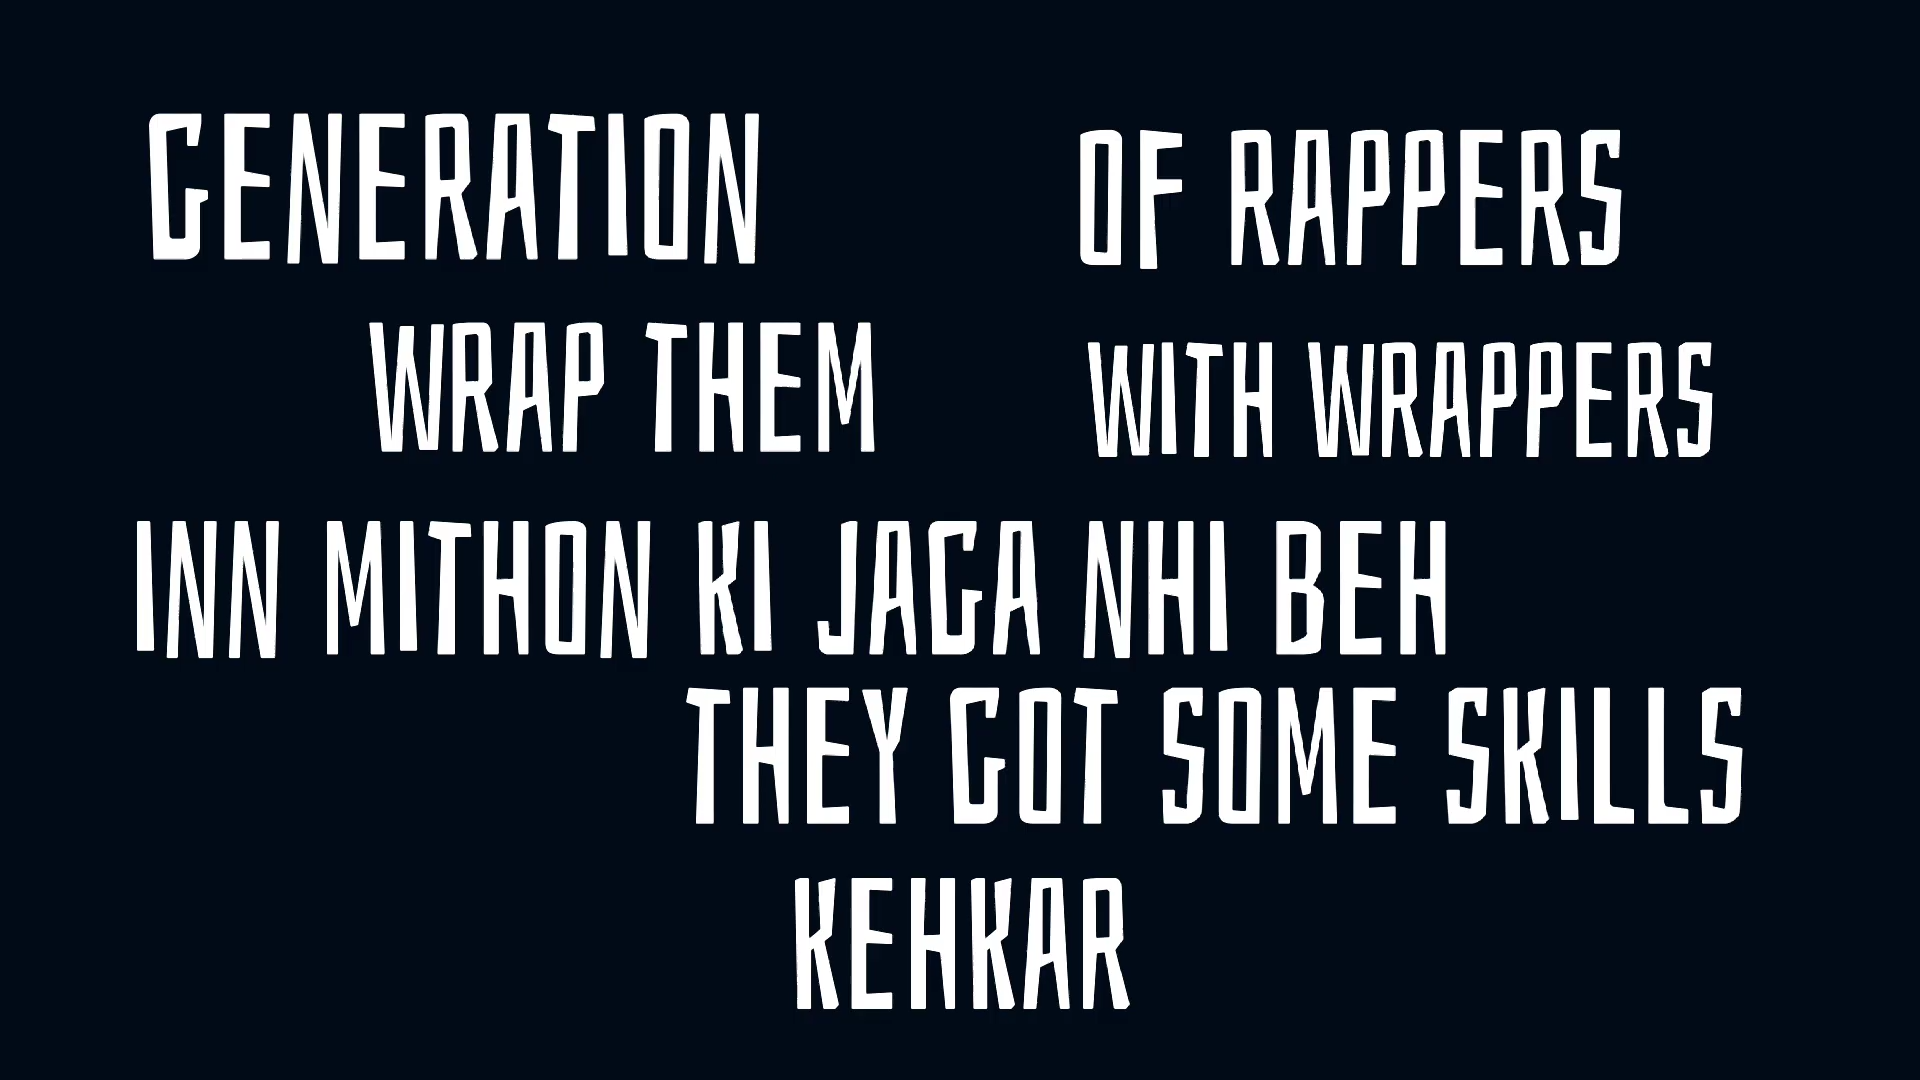 GENERATION OF RAPPERS
WRAP THEM WITH WRAPPERS
INN MITHON KI JAGA NHI BEH
THEY GOT SOME SKILLS
KEHKAR